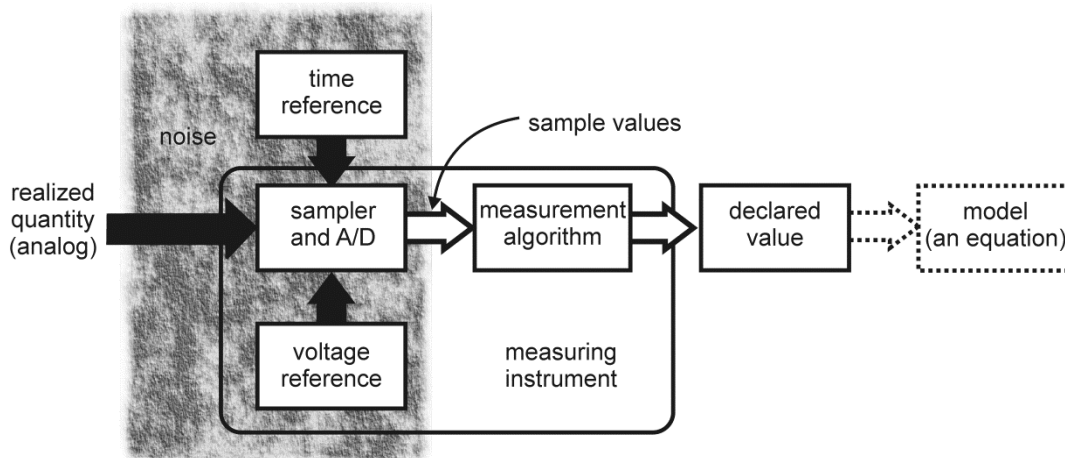 time
reference
noise
sample values
realized
quantity
(analog)
sampler
and A/D
measurement
algorithm
declared
value
model
(an equation)
voltage
reference
measuring
instrument